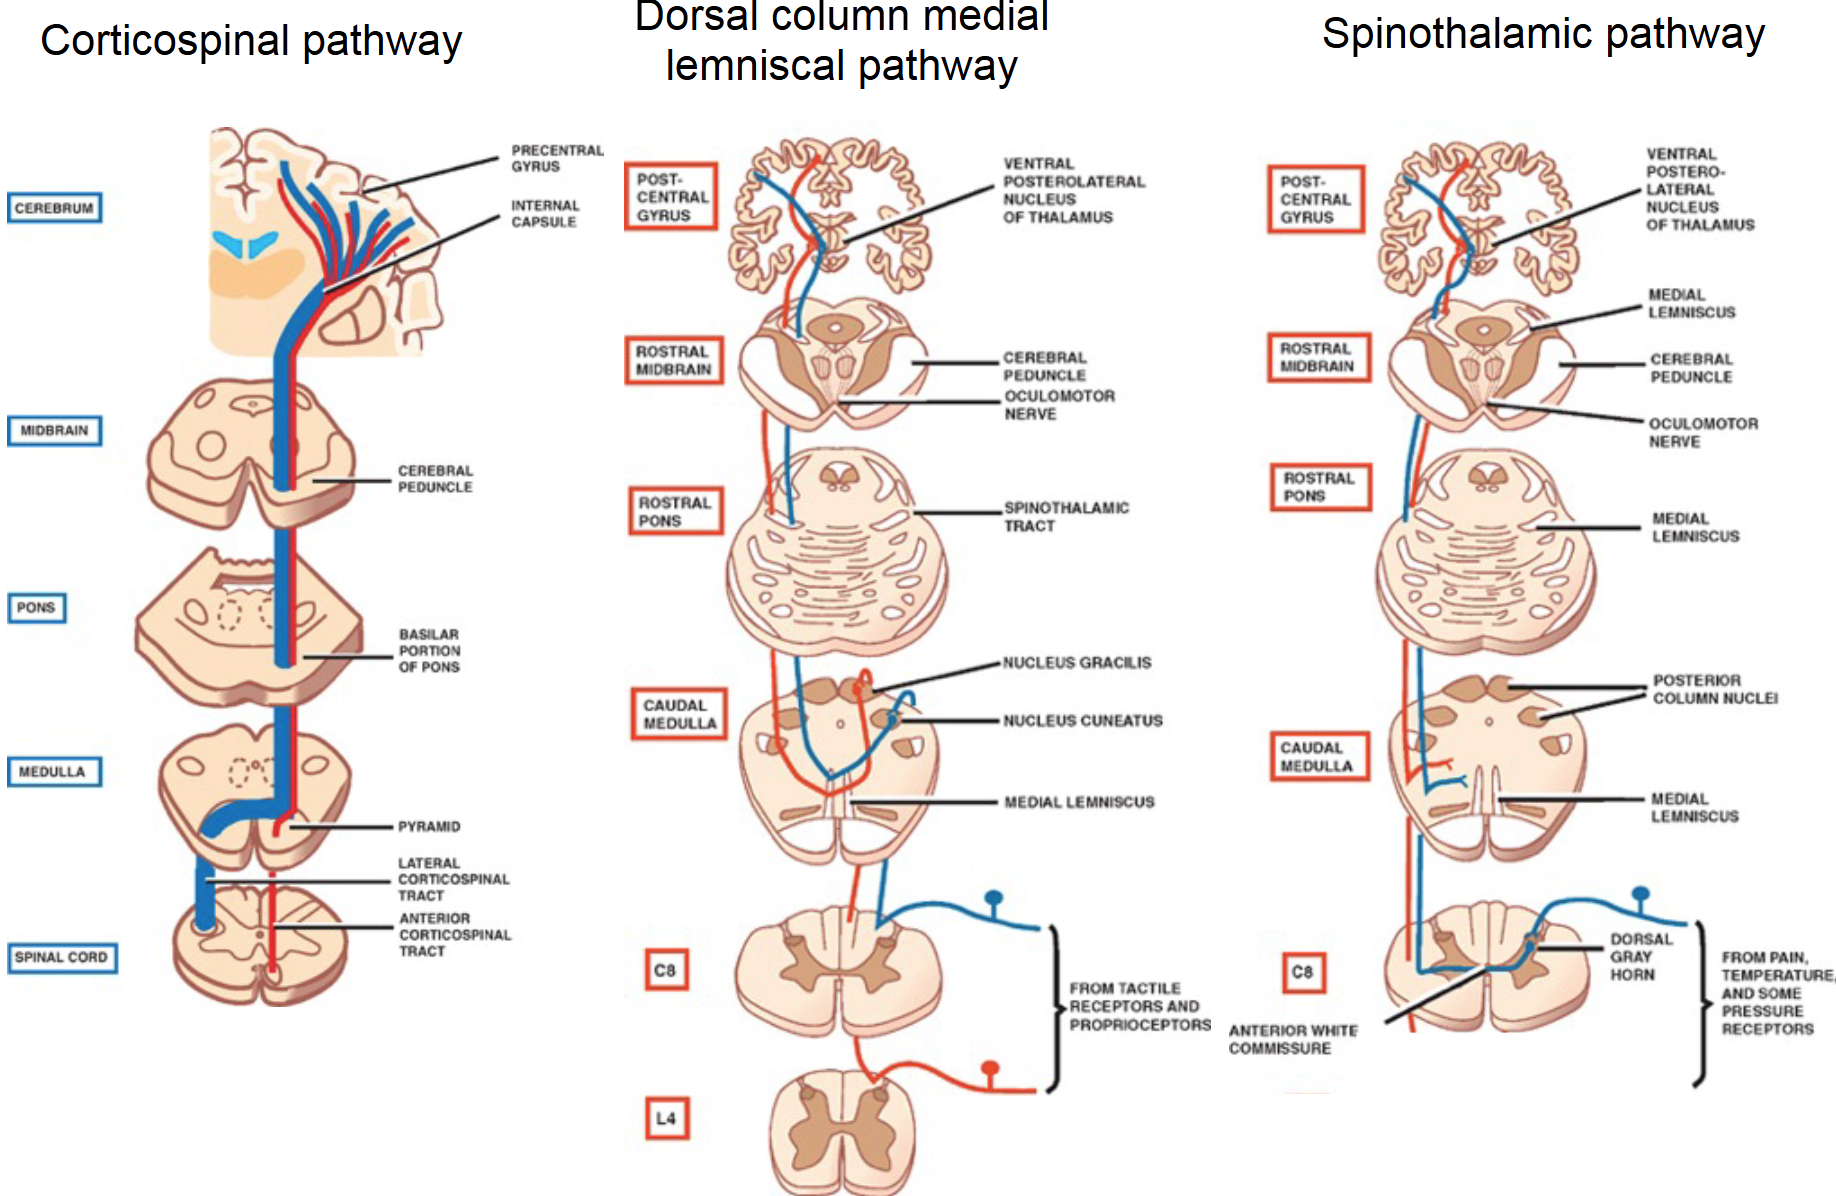 Corticospinal pathway
CEREBRUM
PRECENTRAL
GYRUS
INTERNAL
CAPSULE
MIDBRAIN
CEREBRAL
PEDUNCLE
PONS
BASILAR
PORTION
OF PONS
MEDULLA
PYRAMID
LATERAL
CORTICOSPINAL
TRACT
ANTERIOR
CORTICOSPINAL
TRACT
SPINAL CORD
Dorsal column medial
lemniscal pathway
POST-
CENTRAL
GYRUS
VENTRAL
POSTEROLATERAL
NUCLEUS
OF THALAMUS
ROSTRAL
MIDBRAIN
CEREBRAL
PEDUNCLE
OCULOMOTOR
NERVE
ROSTRAL
PONS
SPINOTHALAMIC
TRACT
CAUDAL
MEDULLA
NUCLEUS GRACILIS
NUCLEUS CUNEATUS
MEDIAL LEMNISCUS
C8
FROM TACTILE
RECEPTORS AND
PROPRIOCEPTORS
L4
Spinothalamic pathway
POST-
CENTRAL
GYRUS
VENTRAL
POSTERO-
LATERAL
NUCLEUS
OF THALAMUS
MEDIAL
LEMNISCUS
ROSTRAL
MIDBRAIN
CEREBRAL
PEDUNCLE
OCULOMOTOR
NERVE
ROSTRAL
PONS
MEDIAL
LEMNISCUS
POSTERIOR
COLUMN NUCLEI
CAUDAL
MEDULLA
MEDIAL
LEMNISCUS
C8
DORSAL
GRAY
HORN
FROM PAIN,
TEMPERATURE,
AND SOME
PRESSURE
RECEPTORS
ANTERIOR WHITE
COMMISSURE